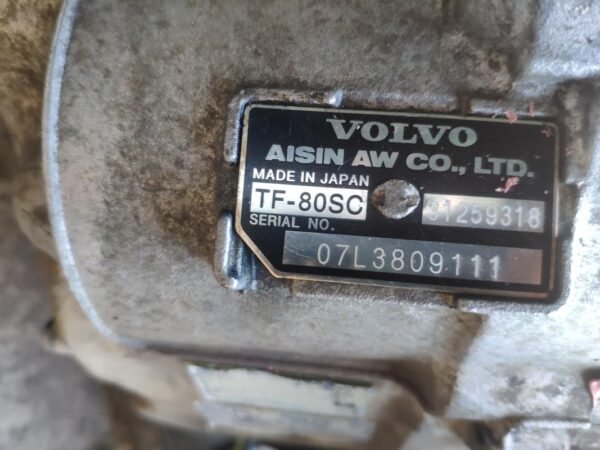 VOLVO
AISIN AW CO., LTD.
MADE IN JAPAN
TF-80SC 31259318
SERIAL NO.
07L3809111